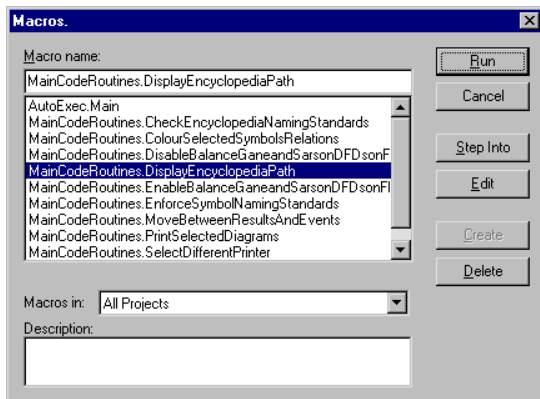 Macros.
Macro name:
MainCodeRoutines.DisplayEncyclopediaPath
AutoExec.Main
MainCodeRoutines.CheckEncyclopediaNamingStandards
MainCodeRoutines.ColourSelectedSymbolsRelations
MainCodeRoutines.DisableBalanceGaneandSarsonDFDsonF
MainCodeRoutines.DisplayEncyclopediaPath
MainCodeRoutines.EnableBalanceGaneandSarsonDFDsonFl
MainCodeRoutines.EnforceSymbolNamingStandards
MainCodeRoutines.MoveBetweenResultsAndEvents
MainCodeRoutines.PrintSelectedDiagrams
MainCodeRoutines.SelectDifferentPrinter
Macros in: All Projects
Description:
Run
Cancel
Step Into
Edit
Create
Delete